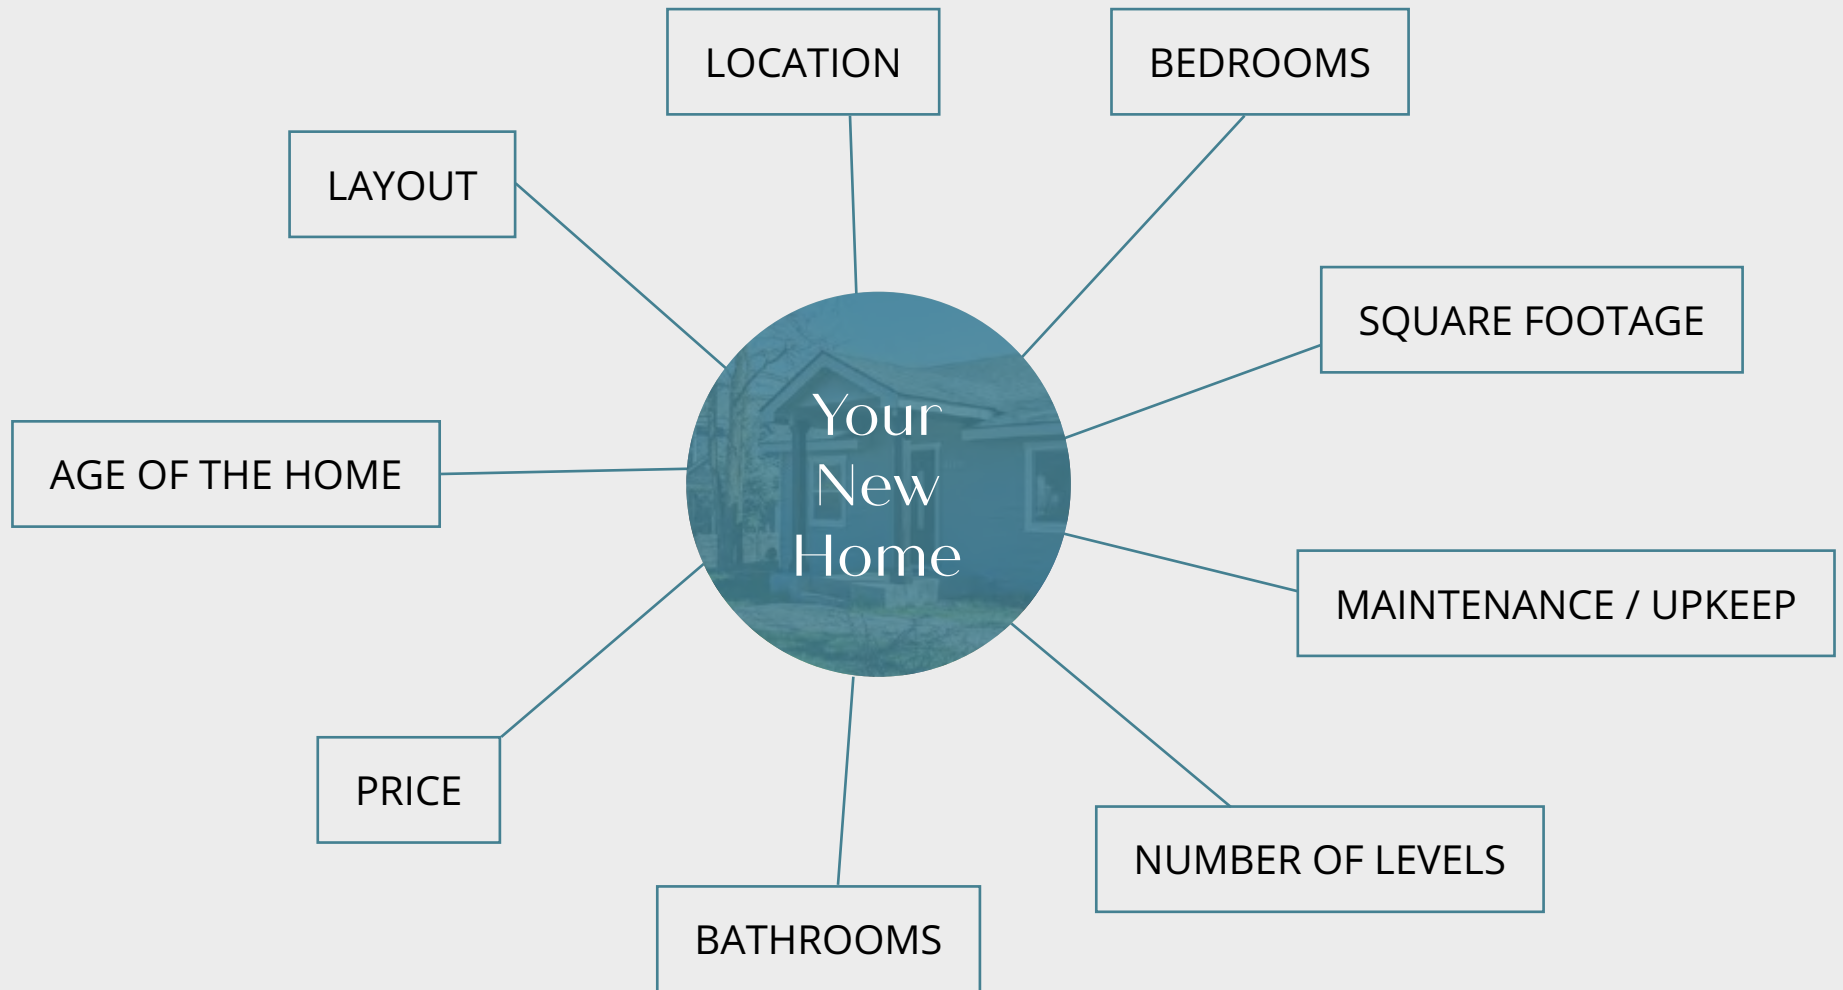 LOCATION
BEDROOMS
LAYOUT
SQUARE FOOTAGE
Your
New
Home
AGE OF THE HOME
MAINTENANCE / UPKEEP
PRICE
NUMBER OF LEVELS
BATHROOMS